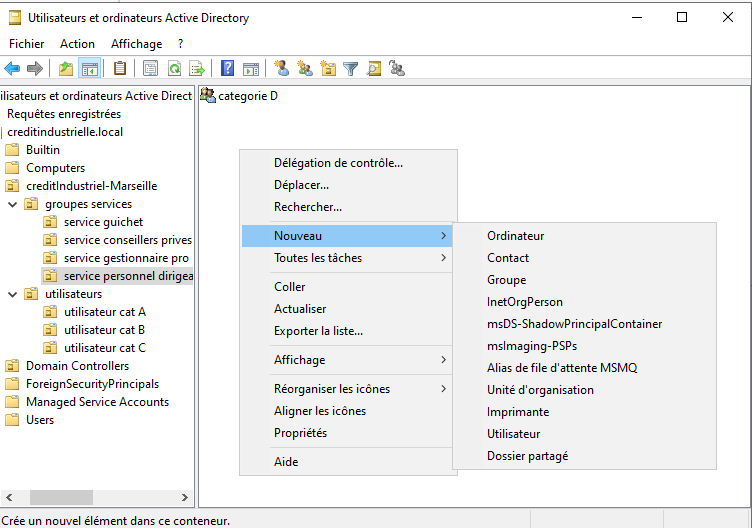 Utilisateurs et ordinateurs Active Directory
Fichier Action Affichage ?
ilisateurs et ordinateurs Active Direct
Requêtes enregistrées
creditindustrielle.local
Builtin
Computers
creditIndustriel-Marseille
groupes services
service guichet
service conseillers prives
service gestionnaire pro
service personnel dirigea
utilisateurs
utilisateur cat A
utilisateur cat B
utilisateur cat C
Domain Controllers
ForeignSecurityPrincipals
Managed Service Accounts
Users
categorie D
Délégation de contrôle...
Déplacer...
Rechercher...
Nouveau
Toutes les tâches
Coller
Actualiser
Exporter la liste...
Affichage
Réorganiser les icônes
Aligner les icônes
Propriétés
Aide
Ordinateur
Contact
Groupe
InetOrgPerson
msDS-ShadowPrincipalContainer
msImaging-PSPs
Alias de file d'attente MSMQ
Unité d'organisation
Imprimante
Utilisateur
Dossier partagé
Crée un nouvel élément dans ce conteneur.